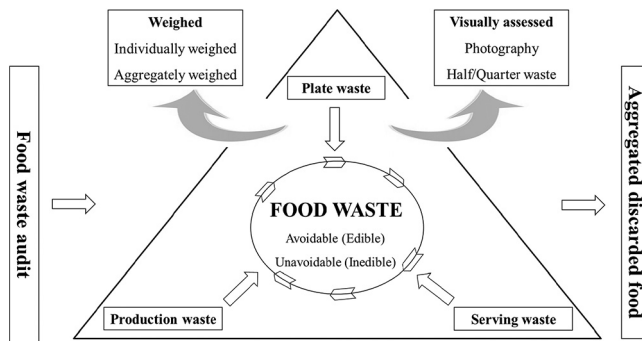 Weighed
Individually weighed
Aggregately weighed
Visually assessed
Photography
Half/Quarter waste
Plate waste
Food waste audit
FOOD WASTE
Avoidable (Edible)
Unavoidable (Inedible)
Production waste
Serving waste
Aggregated discarded food